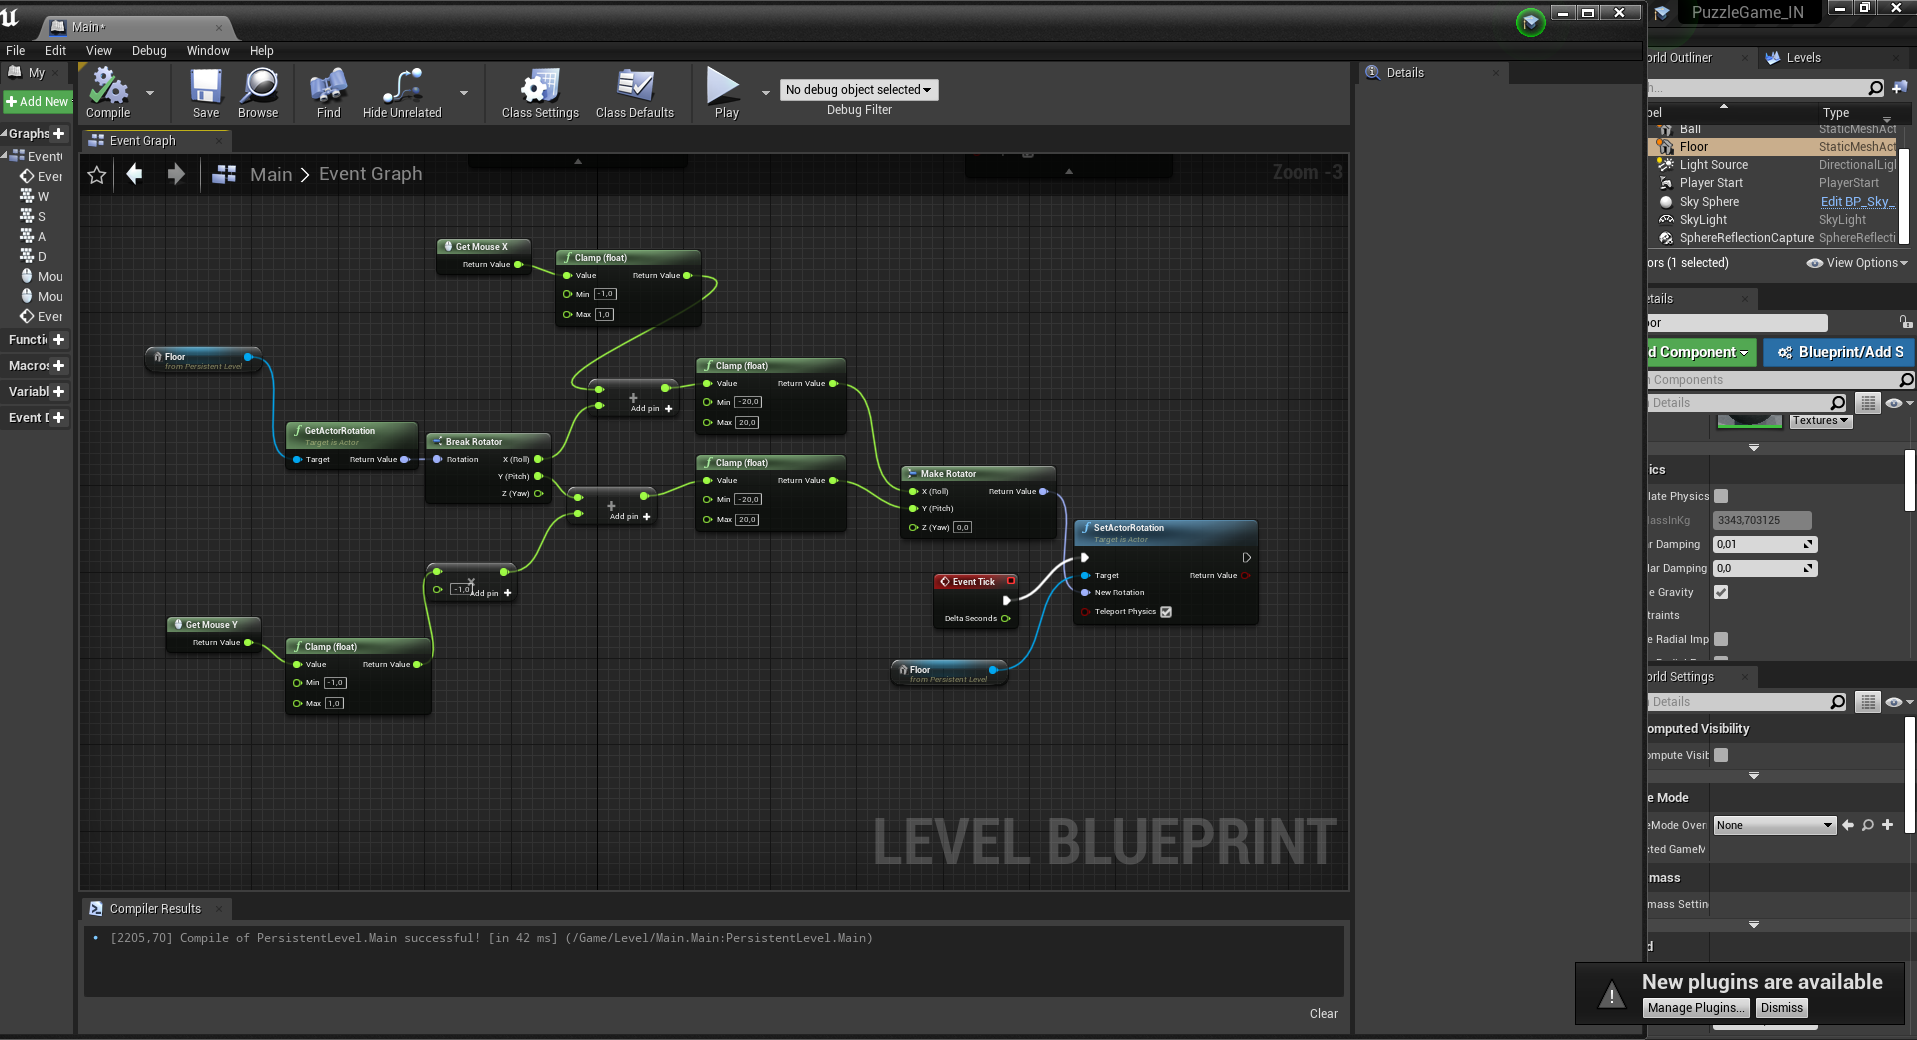 Main*
PuzzleGame_IN
File Edit View Debug Window Help
My
Add New
Graphs
Event
Ever
W
S
A
D
Mou
Mou
Ever
Functi
Macros
Variabl
Event D
Compile
Save
Browse
Find
Hide Unrelated
Class Settings
Class Defaults
Play
No debug object selected
Debug Filter
Event Graph
Main > Event Graph
Zoom -3
Get Mouse X
Return Value
Clamp (float)
Value Return Value
Min -1,0
Max 1,0
Floor
from Persistent Level
GetActorRotation
Target is Actor
Target Return Value
Break Rotator
Rotation X (Roll)
Y (Pitch)
Z (Yaw)
+
Add pin +
Clamp (float)
Value Return Value
Min -20,0
Max 20,0
+
Add pin +
Clamp (float)
Value Return Value
Min -20,0
Max 20,0
-1,0
Add pin +
Get Mouse Y
Return Value
Clamp (float)
Value Return Value
Min -1,0
Max 1,0
Make Rotator
X (Roll) Return Value
Y (Pitch)
Z (Yaw) 0,0
SetActorRotation
Target is Actor
Target Return Value
New Rotation
Teleport Physics
Event Tick
Delta Seconds
Floor
from Persistent Level
LEVEL BLUEPRINT
Compiler Results
[2205,70] Compile of PersistentLevel.Main successful! [in 42 ms] (/Game/Level/Main.Main:PersistentLevel.Main)
Clear
Details
orld Outliner
Levels
h...
bel Type
Ball StaticMeshAct
Floor StaticMeshAct
Light Source DirectionalLigh
Player Start PlayerStart
Sky Sphere Edit BP_Sky_
SkyLight SkyLight
SphereReflectionCapture SphereReflecti
ors (1 selected)
View Options
etails
oor
d Component
Blueprint/Add S
h Components
h Details
Textures
ics
late Physics
MassInKg 3343,703125
r Damping 0,01
lar Damping 0,0
e Gravity
traints
e Radial Imp
orld Settings
h Details
omputed Visibility
ompute Visib
e Mode
eMode Over None
cted GameM
mass
mass Settin
d
New plugins are available
Manage Plugins... Dismiss